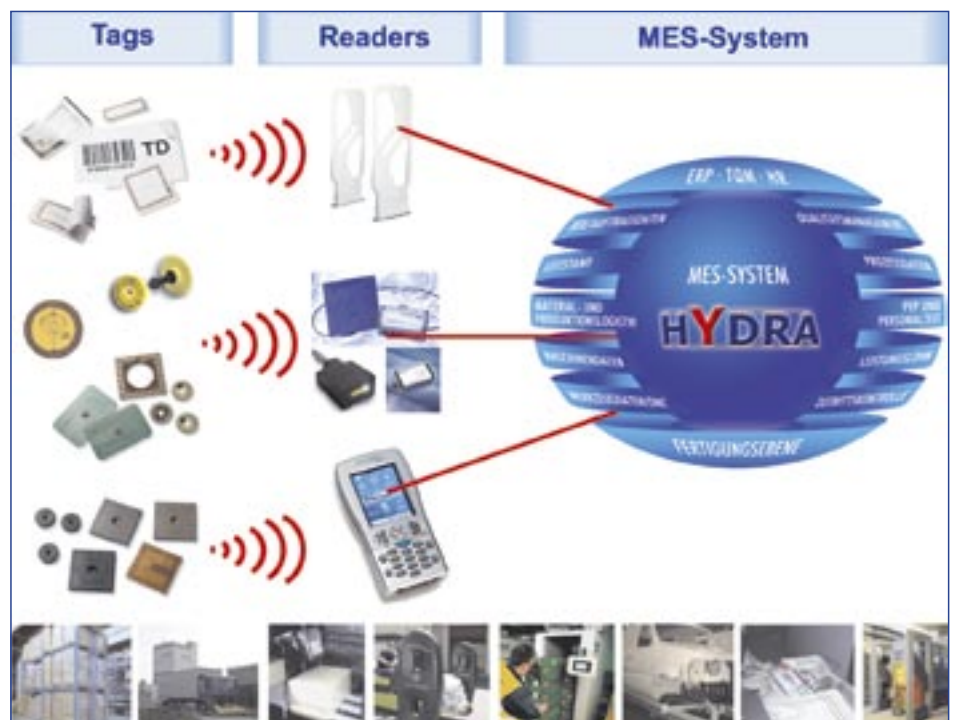 Tags
Readers
MES-System
TD
ERP · TQM · HR
QUALITÄTSMANAGEMENT
LEITSTAND
PROZESSDATEN
MES-SYSTEM
HYDRA
MATERIAL- UND
PRODUKTIONSLOGISTIK
PEP UND
PERSONALZEIT
MASCHINENDATEN
LEISTUNGSLOHN
ZUTRITTSKONTROLLE
FERTIGUNGSEBENE